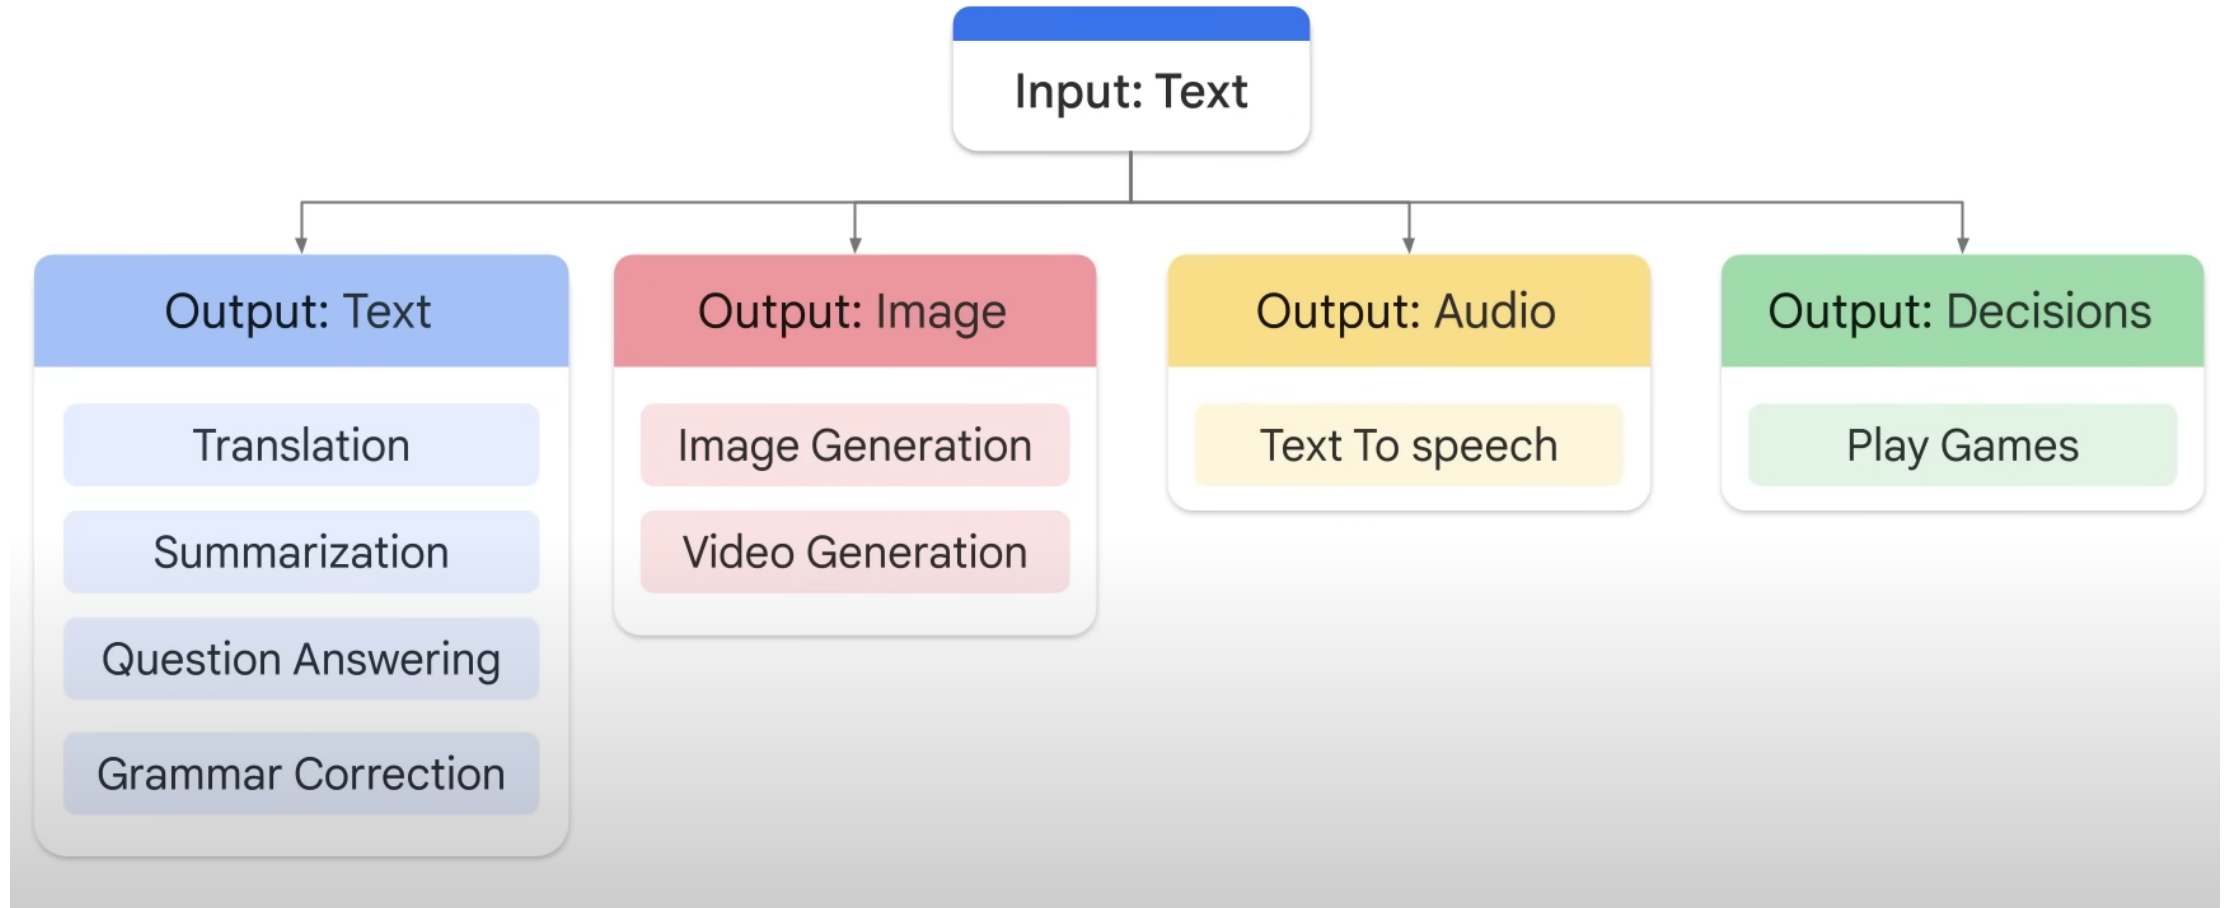 Input: Text
Output: Text
Translation
Summarization
Question Answering
Grammar Correction
Output: Image
Image Generation
Video Generation
Output: Audio
Text To speech
Output: Decisions
Play Games